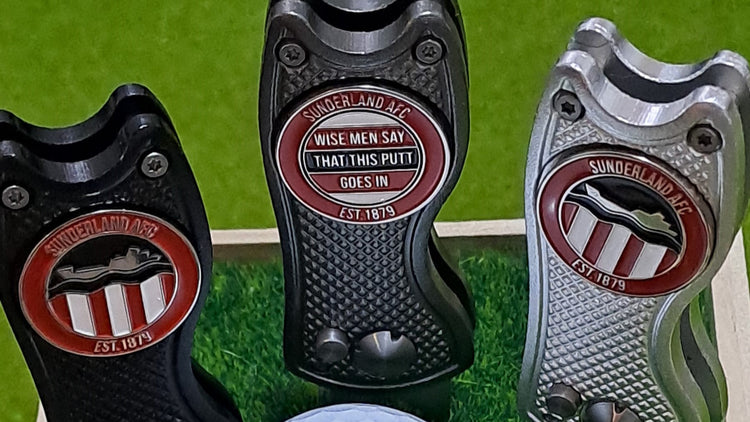 SUNDERLAND AFC
EST. 1879
SUNDERLAND AFC
WISE MEN SAY
THAT THIS PUTT
GOES IN
EST. 1879
SUNDERLAND AFC
EST. 1879